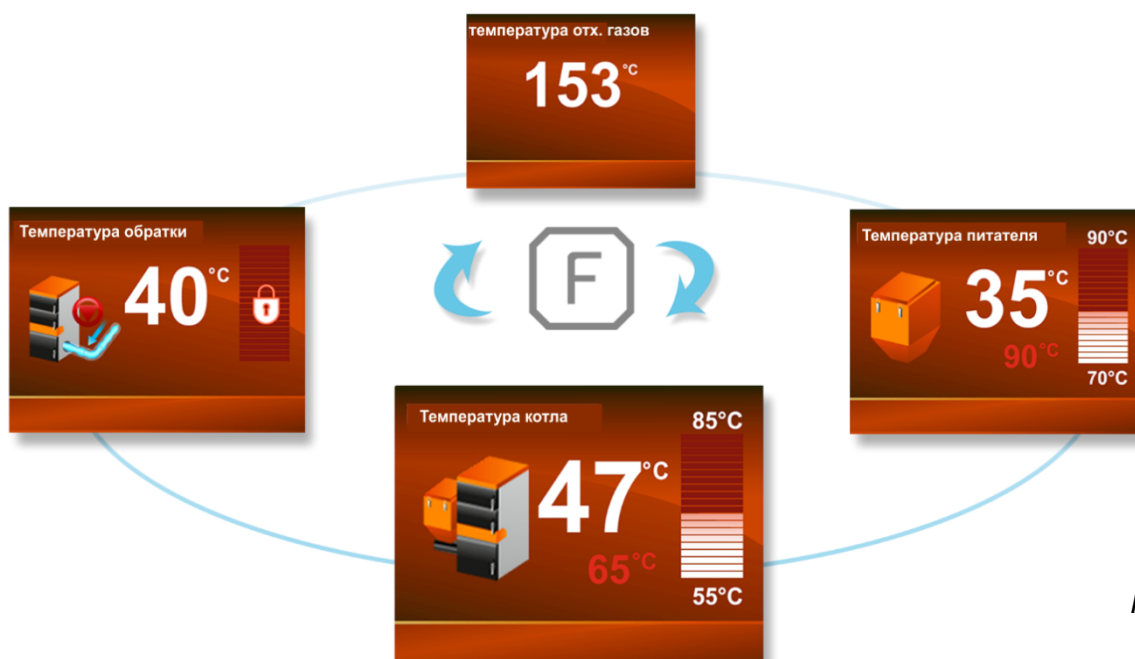 температура отх. газов
153°C
Температура обратки
40°C
F
Температура питателя
90°C
35°C
90°C
70°C
Температура котла
85°C
47°C
65°C
55°C